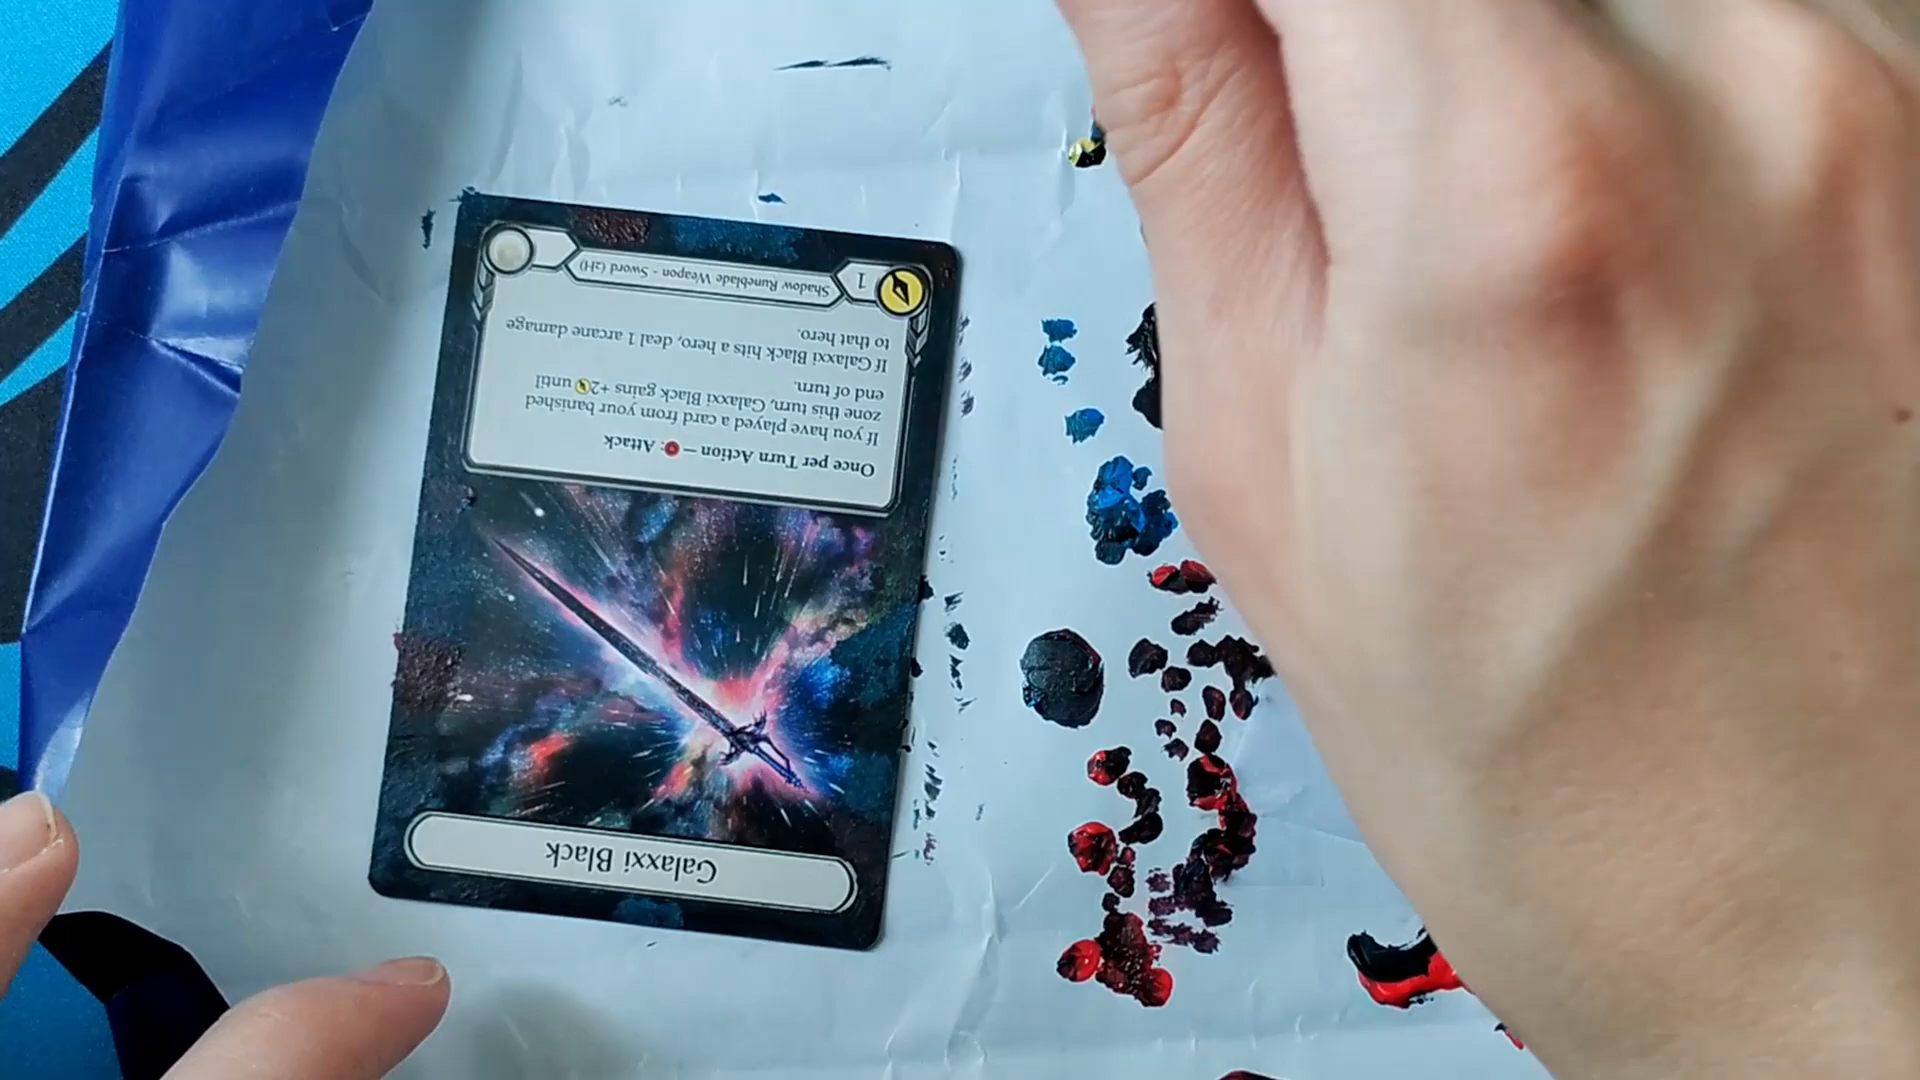 Galaxxi Black
Once per Turn Action – : Attack
If you have played a card from your banished
zone this turn, Galaxxi Black gains +2 until
end of turn.
If Galaxxi Black hits a hero, deal 1 arcane damage
to that hero.
1
Shadow Runeblade Weapon - Sword (2H)